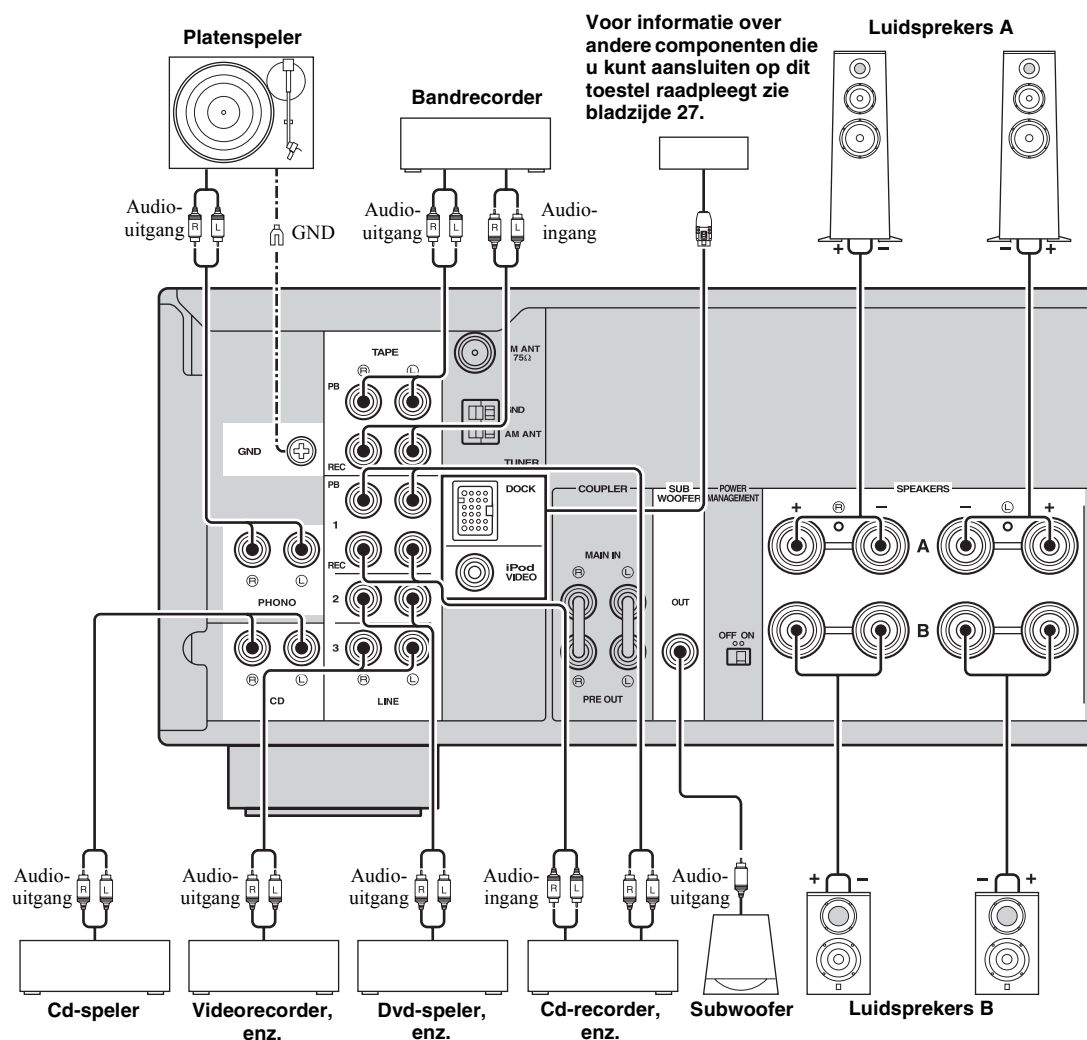 Platenspeler
Bandrecorder
Voor informatie over
andere componenten die
u kunt aansluiten op dit
toestel raadpleegt zie
bladzijde 27.
Luidsprekers A
Audio-
uitgang
R
L
GND
Audio-
uitgang
R
L
R
L
Audio-
ingang
+
−
−
+
TAPE
R
L
PB
REC
GND
M ANT
75Ω
GND
AM ANT
TUNER
PB
1
REC
2
3
R
L
PHONO
R
L
CD
R
L
LINE
DOCK
iPod
VIDEO
COUPLER
MAIN IN
R
L
R
L
PRE OUT
SUB
WOOFER
OUT
POWER
MANAGEMENT
OFF ON
SPEAKERS
+
R
−
−
L
+
A
B
Audio-
uitgang
R
L
Audio-
uitgang
R
L
Audio-
uitgang
R
L
Audio-
ingang
R
L
R
L
Audio-
uitgang
+
−
−
+
Cd-speler
Videorecorder,
enz.
Dvd-speler,
enz.
Cd-recorder,
enz.
Subwoofer
Luidsprekers B